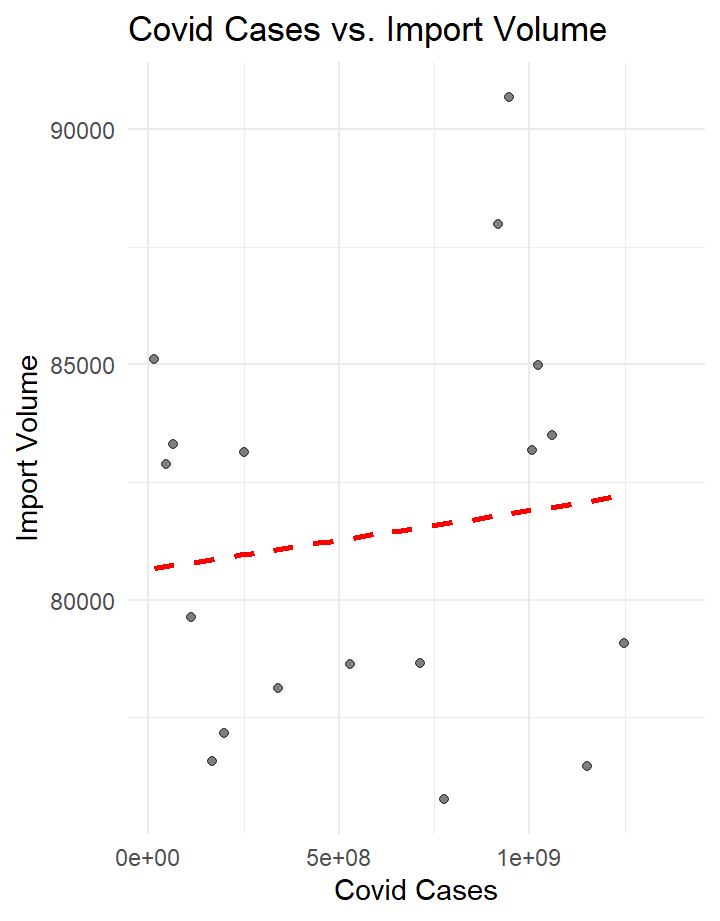 Covid Cases vs. Import Volume
90000
85000
80000
Import Volume
0e+00
5e+08
1e+09
Covid Cases